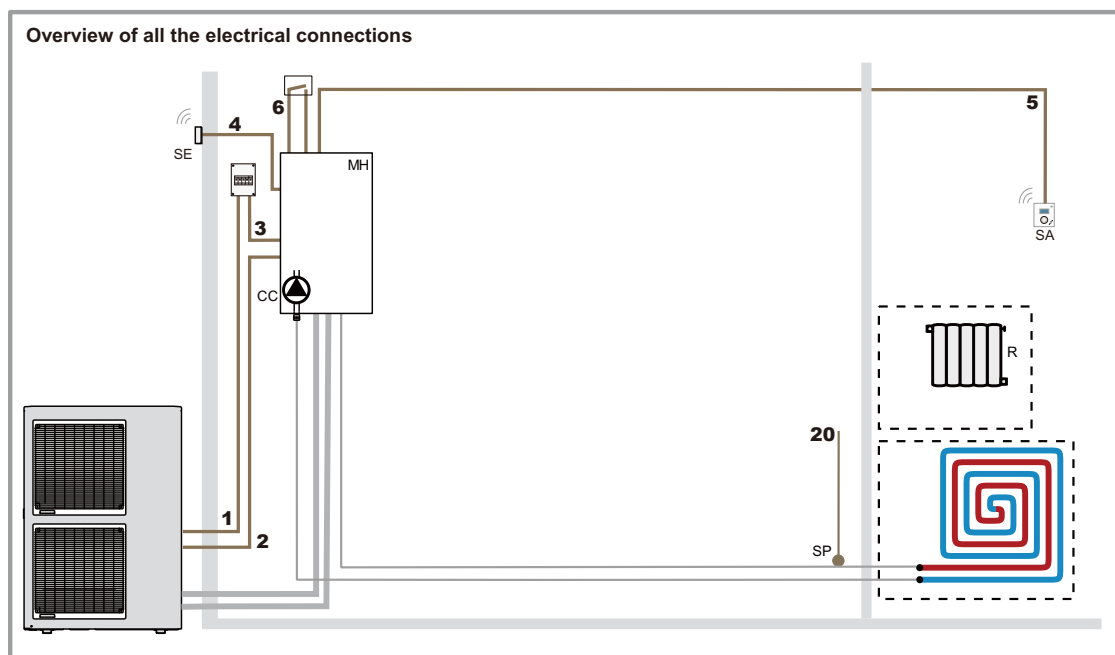 Overview of all the electrical connections
6
5
4
SE
MH
3
SA
CC
R
20
1
2
SP